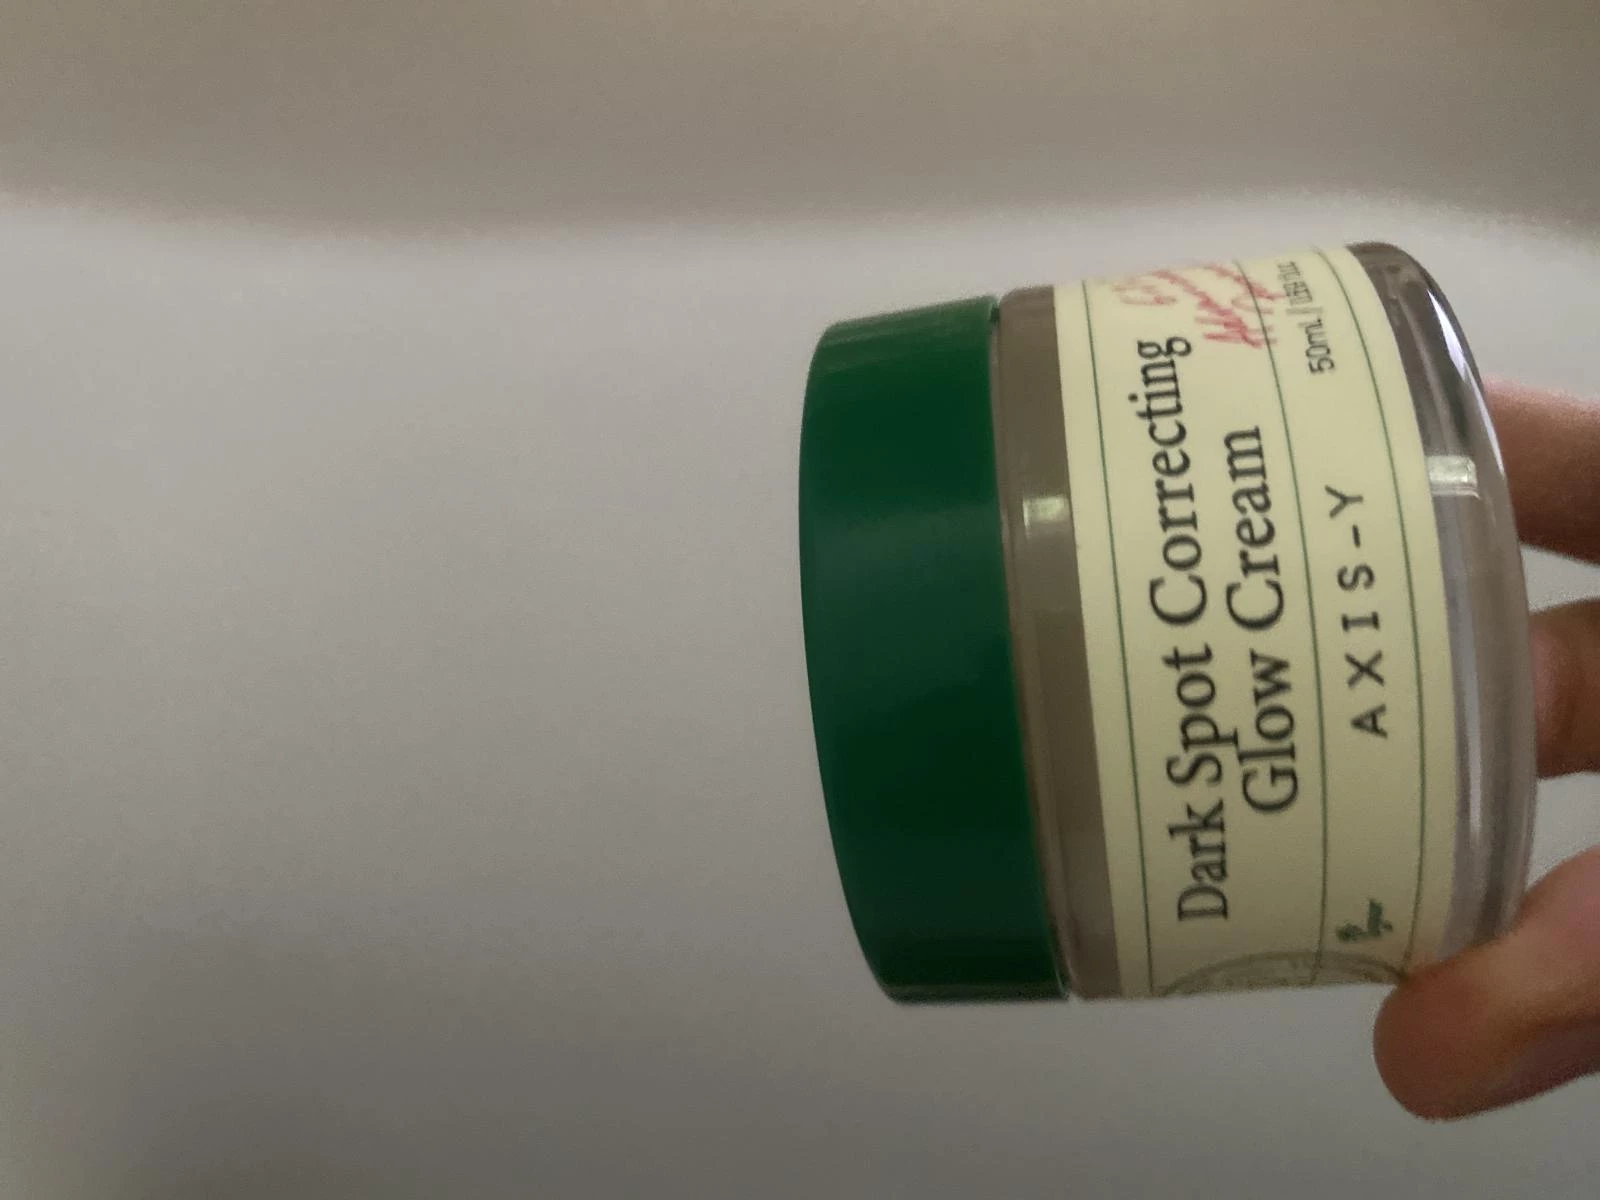 Dark Spot Correcting
Glow Cream
AXIS-Y
50mL